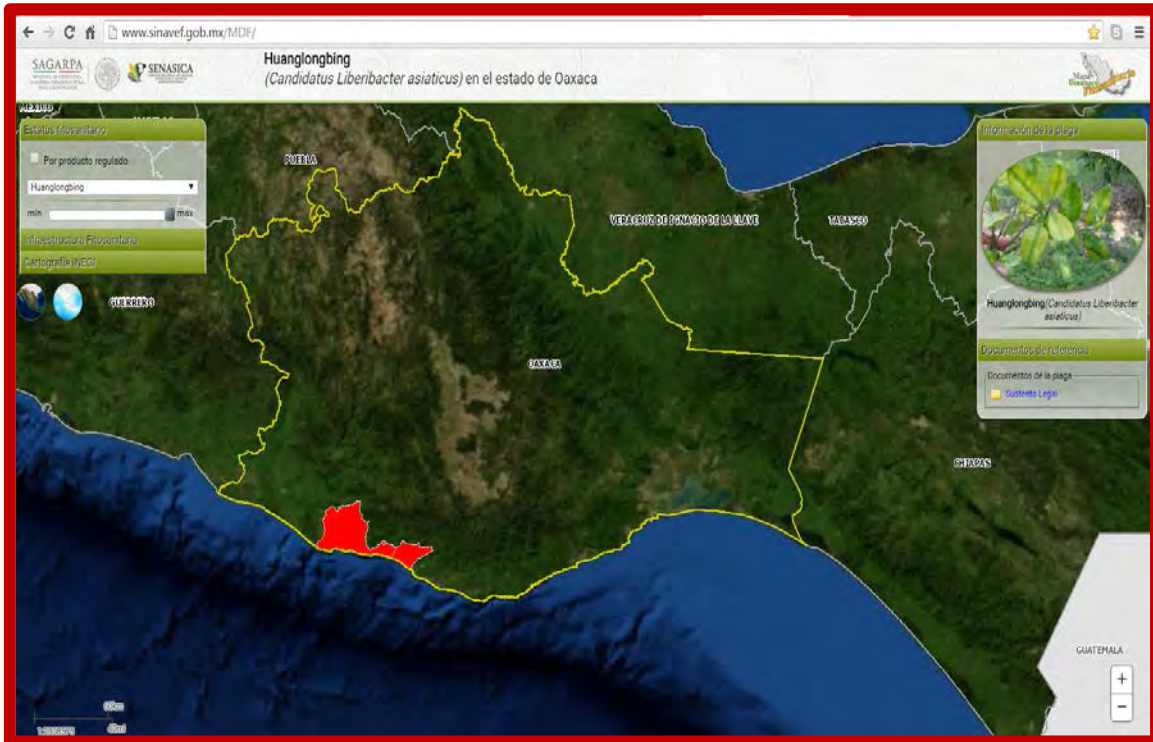 www.sinavef.gob.mx/MDF/
SAGARPA
SENASICA
Huanglongbing
(Candidatus Liberibacter asiaticus) en el estado de Oaxaca
MEXICO
Estatus fitosanitario
Por producto regulado
Huanglongbing
min max
Infraestructura Fitosanitaria
Cartografía INEGI
PUEBLA
VERACRUZ DE IGNACIO DE LA LLAVE
TABASCO
GUERRERO
OAXACA
CHIAPAS
GUATEMALA
Información de la plaga
Huanglongbing(Candidatus Liberibacter
asiaticus)
Documentos de referencia
Documentos de la plaga
Sustento Legal
+
−